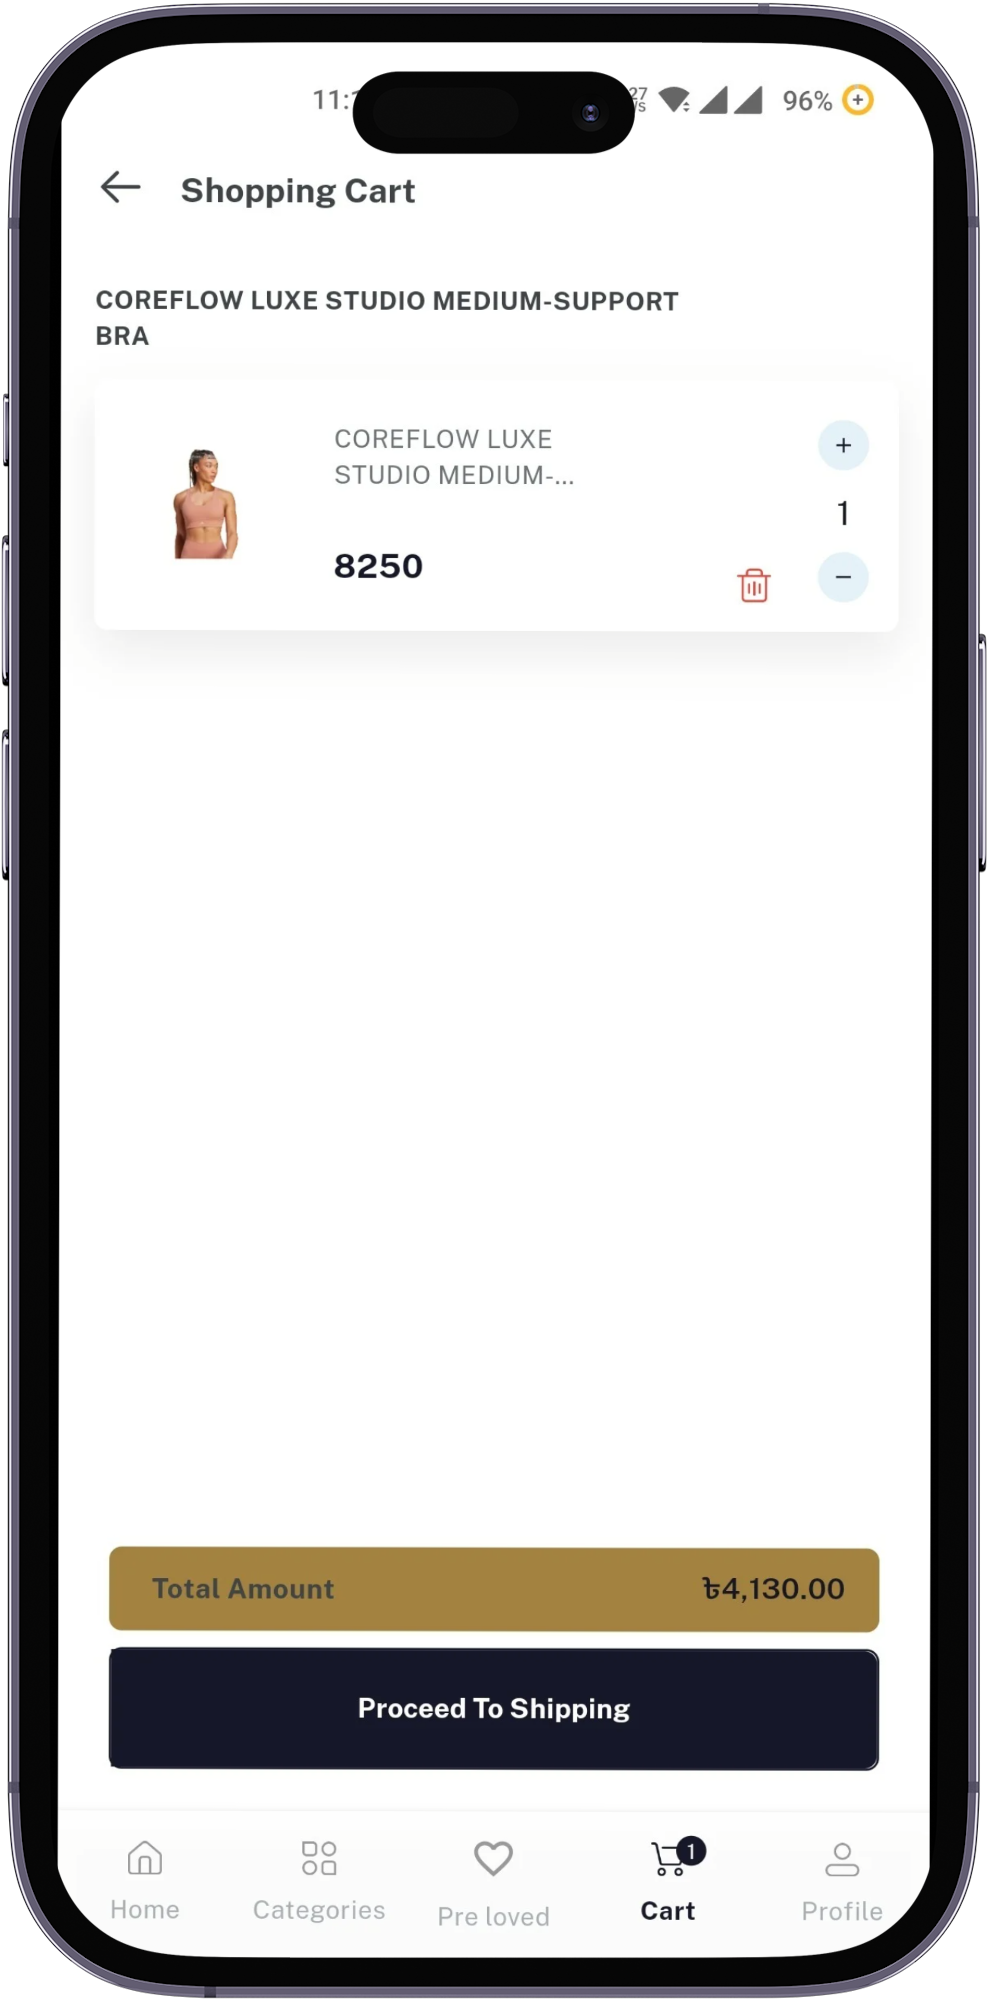 96%
Shopping Cart
COREFLOW LUXE STUDIO MEDIUM-SUPPORT
BRA
COREFLOW LUXE
STUDIO MEDIUM-...
+
1
8250
−
Total Amount ৳4,130.00
Proceed To Shipping
1
Home Categories Pre loved Cart Profile